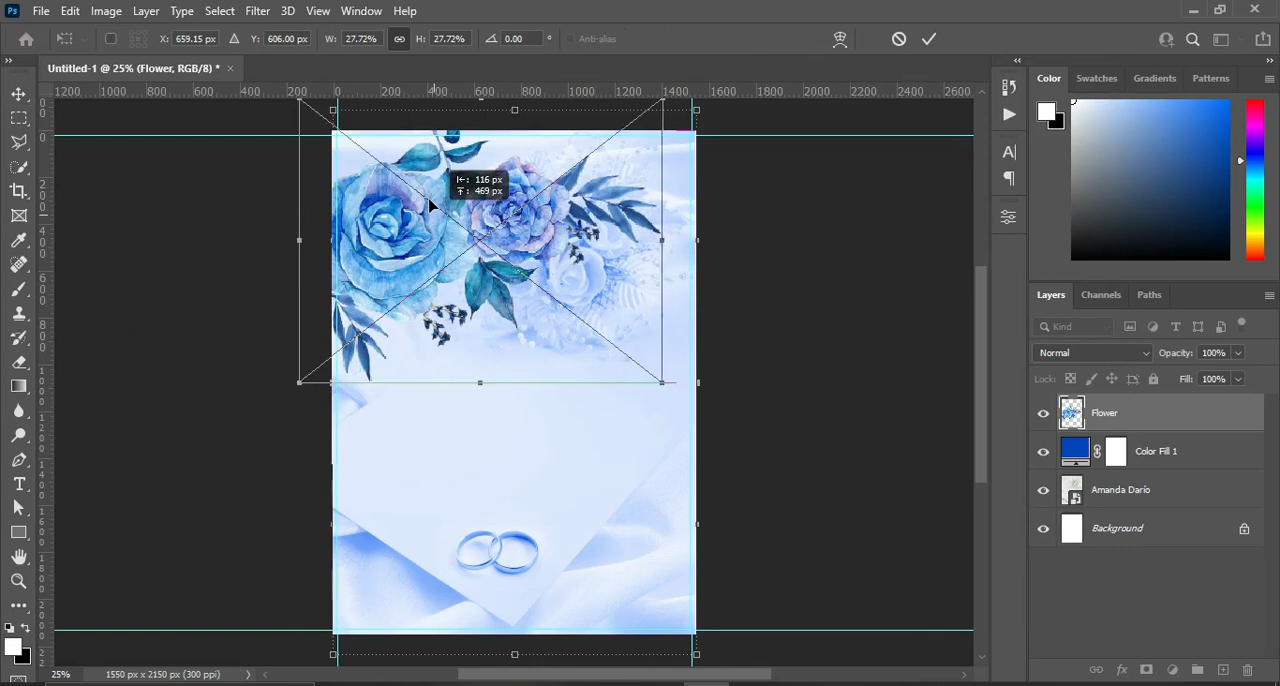 Ps File Edit Image Layer Type Select Filter 3D View Window Help
X: 659.15 px Y: 606.00 px W: 27.72% H: 27.72% 0.00 ° Anti-alias
Untitled-1 @ 25% (Flower, RGB/8) * ×
1200 1000 800 600 400 200 0 200 400 600 800 1000 1200 1400 1600 1800 2000 2200 2400 2600
116 px
469 px
Color Swatches Gradients Patterns
Layers Channels Paths
Kind
Normal Opacity: 100%
Lock: Fill: 100%
Flower
Color Fill 1
Amanda Darío
Background
25% 1550 px x 2150 px (300 ppi)